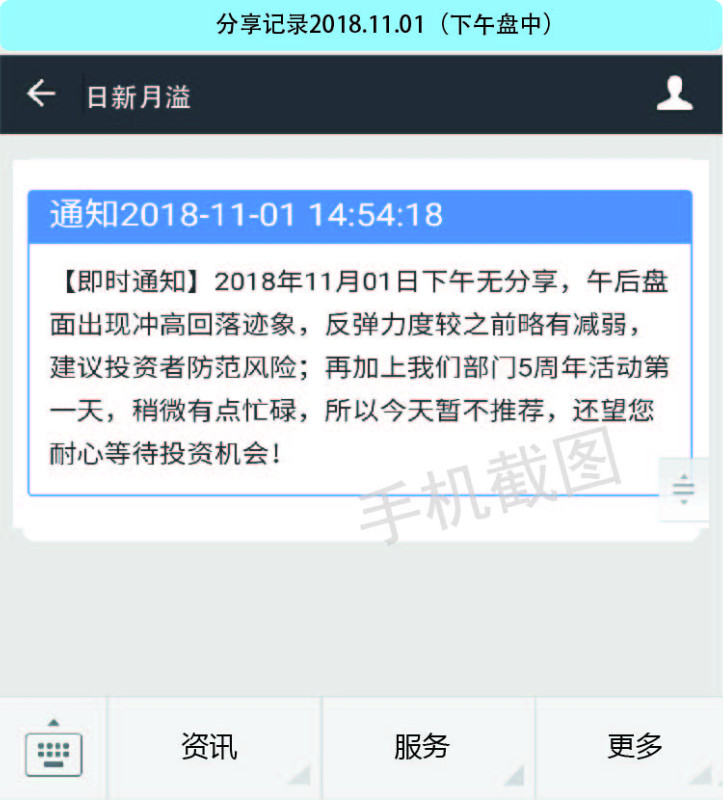 分享记录2018.11.01（下午盘中）
日新月溢
通知2018-11-01 14:54:18
【即时通知】2018年11月01日下午无分享，午后盘
面出现冲高回落迹象，反弹力度较之前略有减弱，
建议投资者防范风险；再加上我们部门5周年活动第
一天，稍微有点忙碌，所以今天暂不推荐，还望您
耐心等待投资机会！
手机截图
资讯
服务
更多